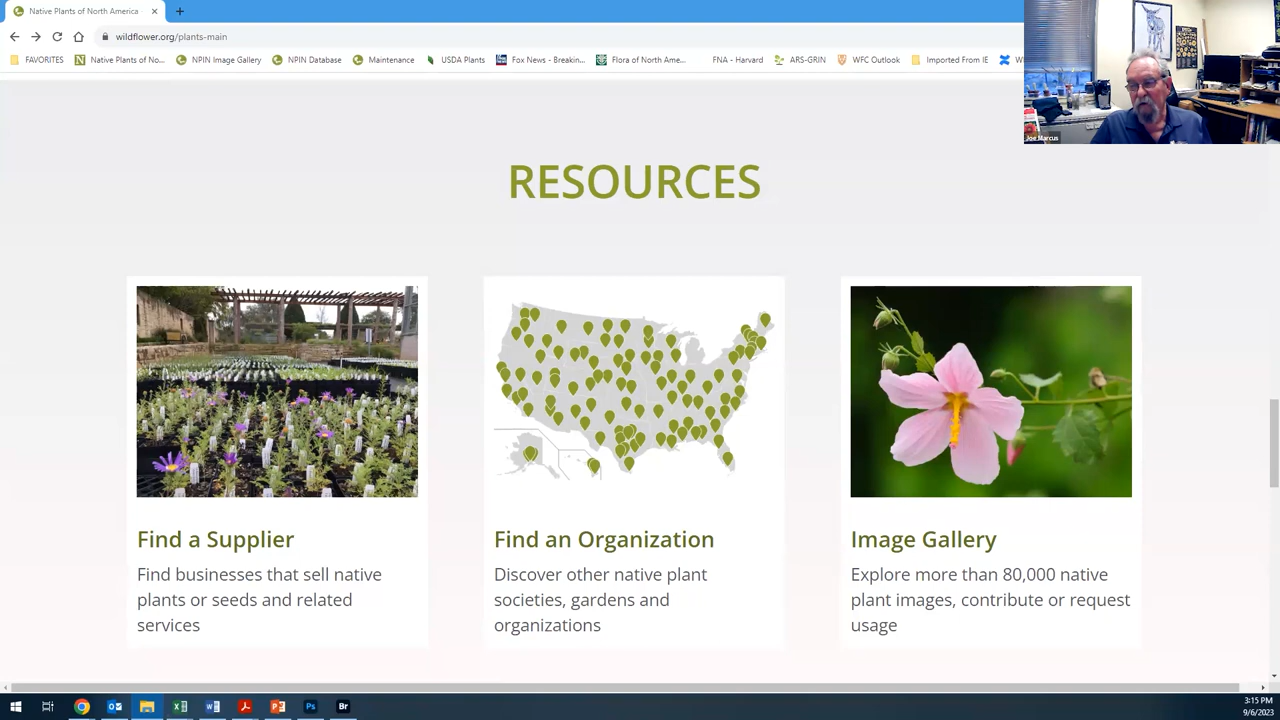 Native Plants of North America
wildflower.org/plants-main
FAVORITES
Native Plants of No...
NPIN Image Gallery
NPIN Database
Maintenance
USDA Plants
Fox News - Breakin...
Flora of North Ame...
FNA - Harvard
ARS-GRIN
WFC Outlook
Imported From IE
W
Joe Marcus
RESOURCES
Find a Supplier
Find businesses that sell native
plants or seeds and related
services
Find an Organization
Discover other native plant
societies, gardens and
organizations
Image Gallery
Explore more than 80,000 native
plant images, contribute or request
usage
3:15 PM
9/6/2023